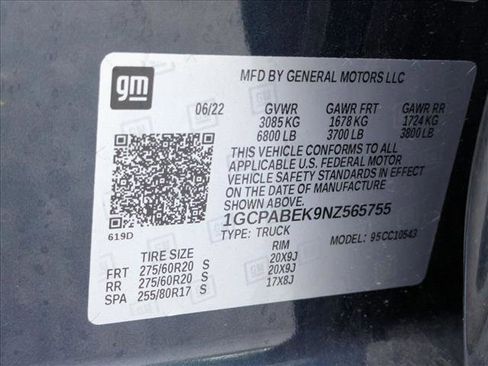 gm
MFD BY GENERAL MOTORS LLC
06/22 GVWR GAWR FRT GAWR RR
3085 KG 1678 KG 1724 KG
6800 LB 3700 LB 3800 LB
THIS VEHICLE CONFORMS TO ALL
APPLICABLE U.S. FEDERAL MOTOR
VEHICLE SAFETY STANDARDS IN EFFECT
ON THE DATE OF MANUFACTURE
SHOWN ABOVE.
1GCPABEK9NZ565755
TYPE: TRUCK MODEL: 95CC10543
619D
TIRE SIZE RIM
FRT 275/60R20 S 20X9J
RR 275/60R20 S 20X9J
SPA 255/80R17 S 17X8J